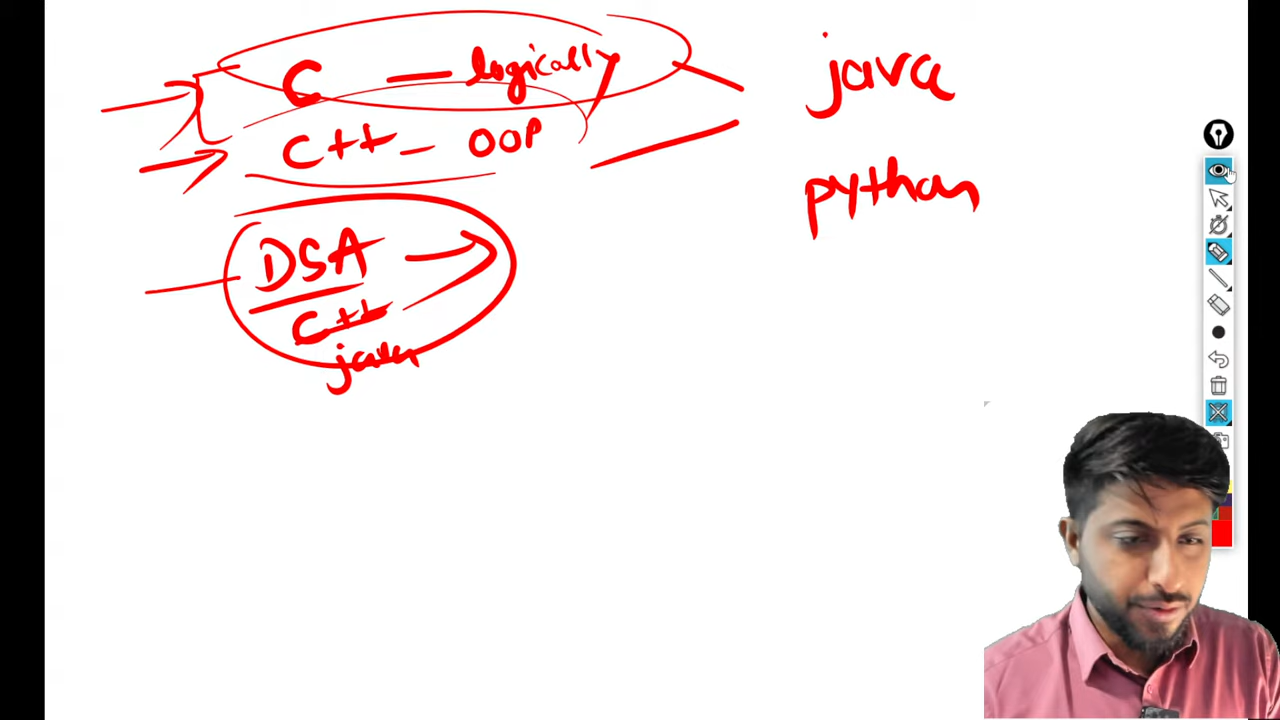 C — logically
C++ - OOP
DSA
C++
java
java
python